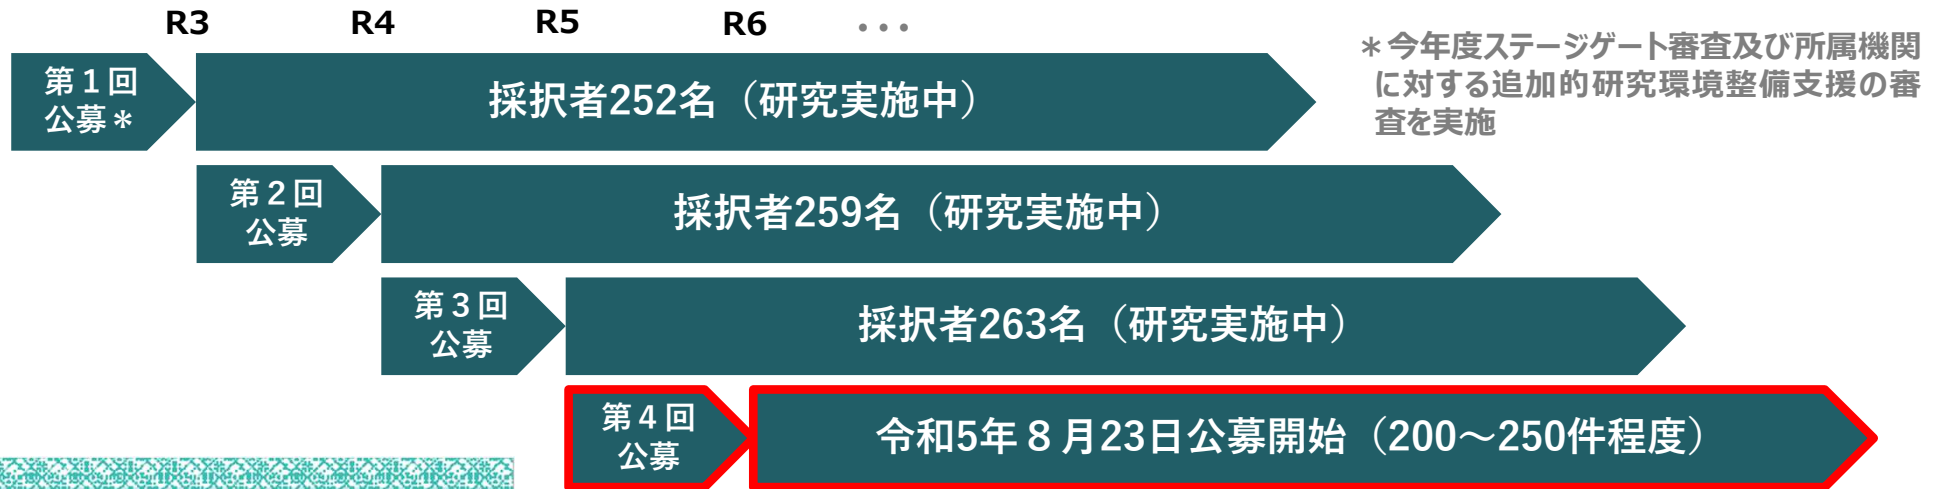 R3 R4 R5 R6 ・・・
＊今年度ステージゲート審査及び所属機関
に対する追加的研究環境整備支援の審
査を実施
第１回
公募＊
採択者252名（研究実施中）
第２回
公募
採択者259名（研究実施中）
第３回
公募
採択者263名（研究実施中）
第４回
公募
令和5年８月23日公募開始（200～250件程度）